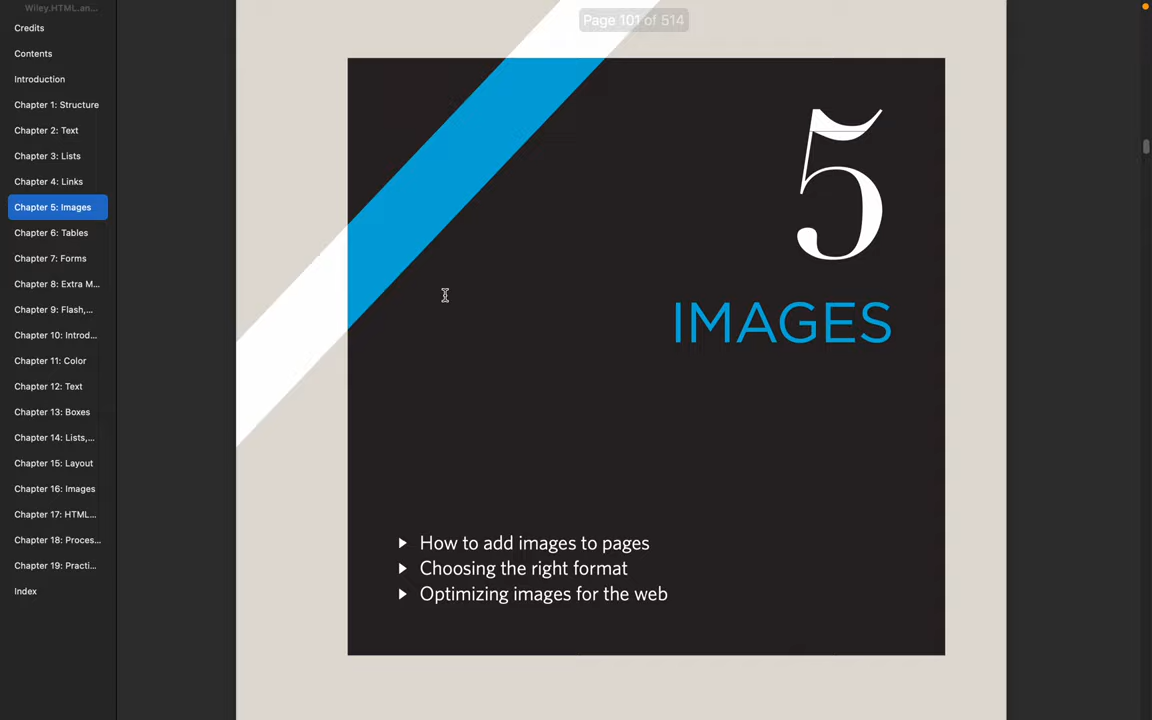 Wiley.HTML.an...
Credits
Contents
Introduction
Chapter 1: Structure
Chapter 2: Text
Chapter 3: Lists
Chapter 4: Links
Chapter 5: Images
Chapter 6: Tables
Chapter 7: Forms
Chapter 8: Extra M...
Chapter 9: Flash,...
Chapter 10: Introd...
Chapter 11: Color
Chapter 12: Text
Chapter 13: Boxes
Chapter 14: Lists,...
Chapter 15: Layout
Chapter 16: Images
Chapter 17: HTML...
Chapter 18: Proces...
Chapter 19: Practi...
Index
Page 101 of 514
5
IMAGES
How to add images to pages
Choosing the right format
Optimizing images for the web